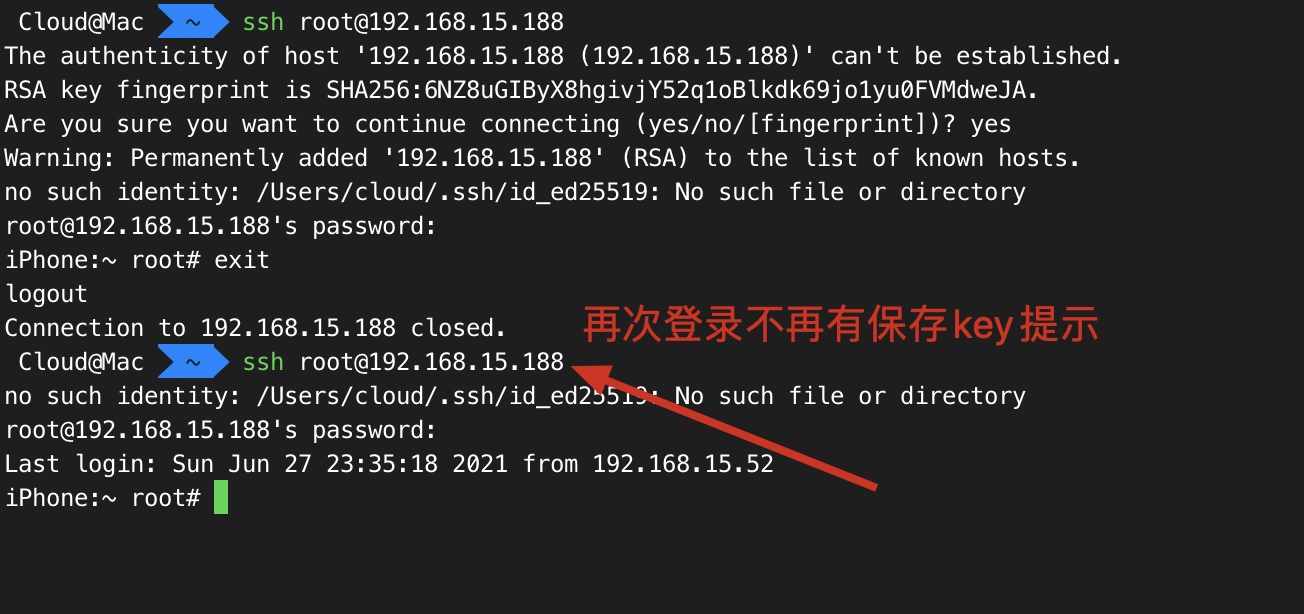 Cloud@Mac ~ ssh root@192.168.15.188
The authenticity of host '192.168.15.188 (192.168.15.188)' can't be established.
RSA key fingerprint is SHA256:6NZ8uGIByX8hgivjY52q1oBlkdk69jo1yu0FVMdweJA.
Are you sure you want to continue connecting (yes/no/[fingerprint])? yes
Warning: Permanently added '192.168.15.188' (RSA) to the list of known hosts.
no such identity: /Users/cloud/.ssh/id_ed25519: No such file or directory
root@192.168.15.188's password:
iPhone:~ root# exit
logout
Connection to 192.168.15.188 closed.
再次登录不再有保存key提示
Cloud@Mac ~ ssh root@192.168.15.188
no such identity: /Users/cloud/.ssh/id_ed25519: No such file or directory
root@192.168.15.188's password:
Last login: Sun Jun 27 23:35:18 2021 from 192.168.15.52
iPhone:~ root#